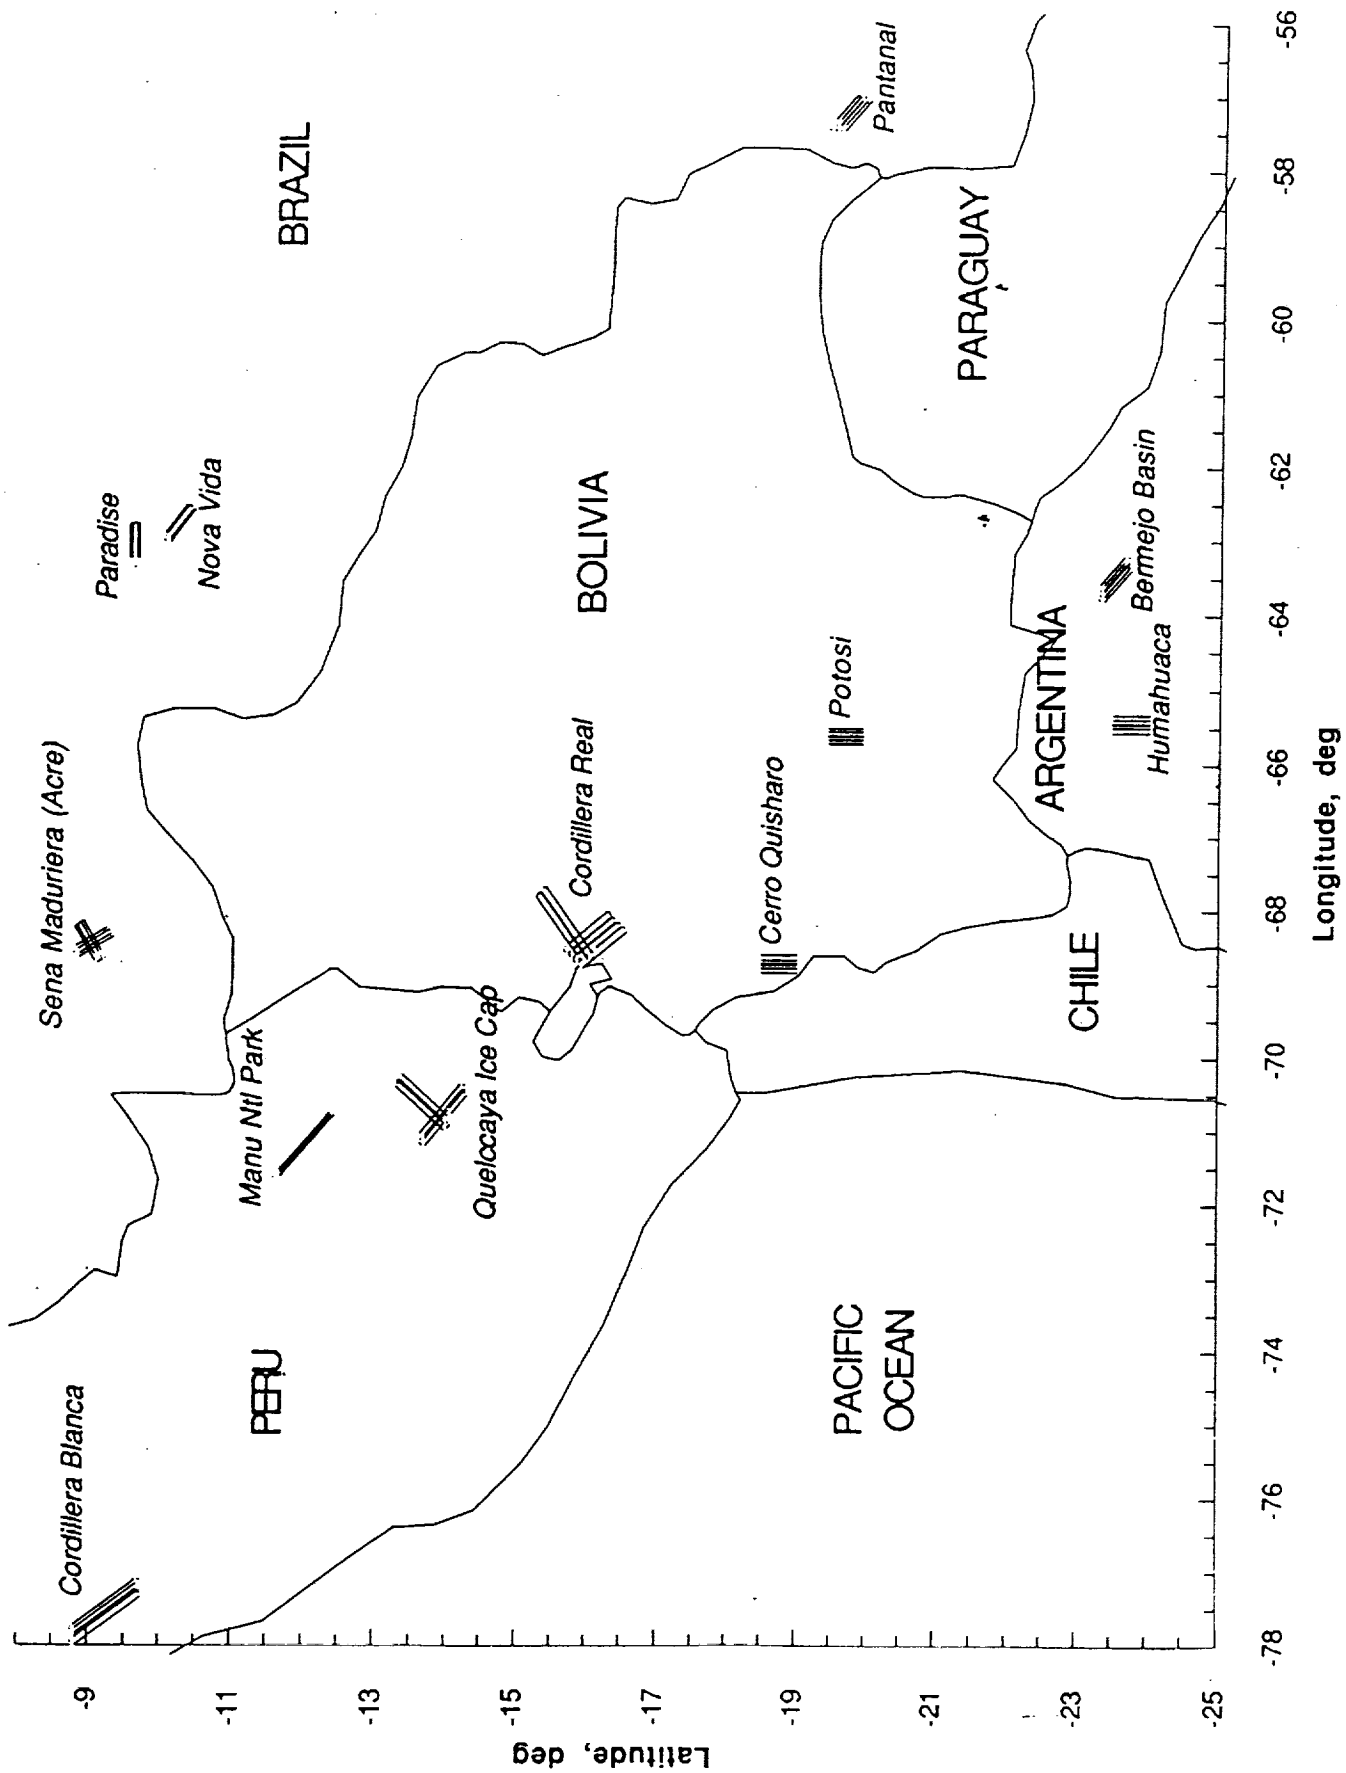 Cordillera Blanca
Sena Maduriera (Acre)
Paradise
Nova Vida
BRAZIL
Manu Ntl Park
PERU
Quelccaya Ice Cap
Cordillera Real
BOLIVIA
Cerro Quisharo
Potosi
Pantanal
PACIFIC
OCEAN
PARAGUAY
CHILE
ARGENTINA
Humahuaca
Bermejo Basin
Latitude, deg
-9
-11
-13
-15
-17
-19
-21
-23
-25
-78
-76
-74
-72
-70
-68
-66
-64
-62
-60
-58
-56
Longitude, deg